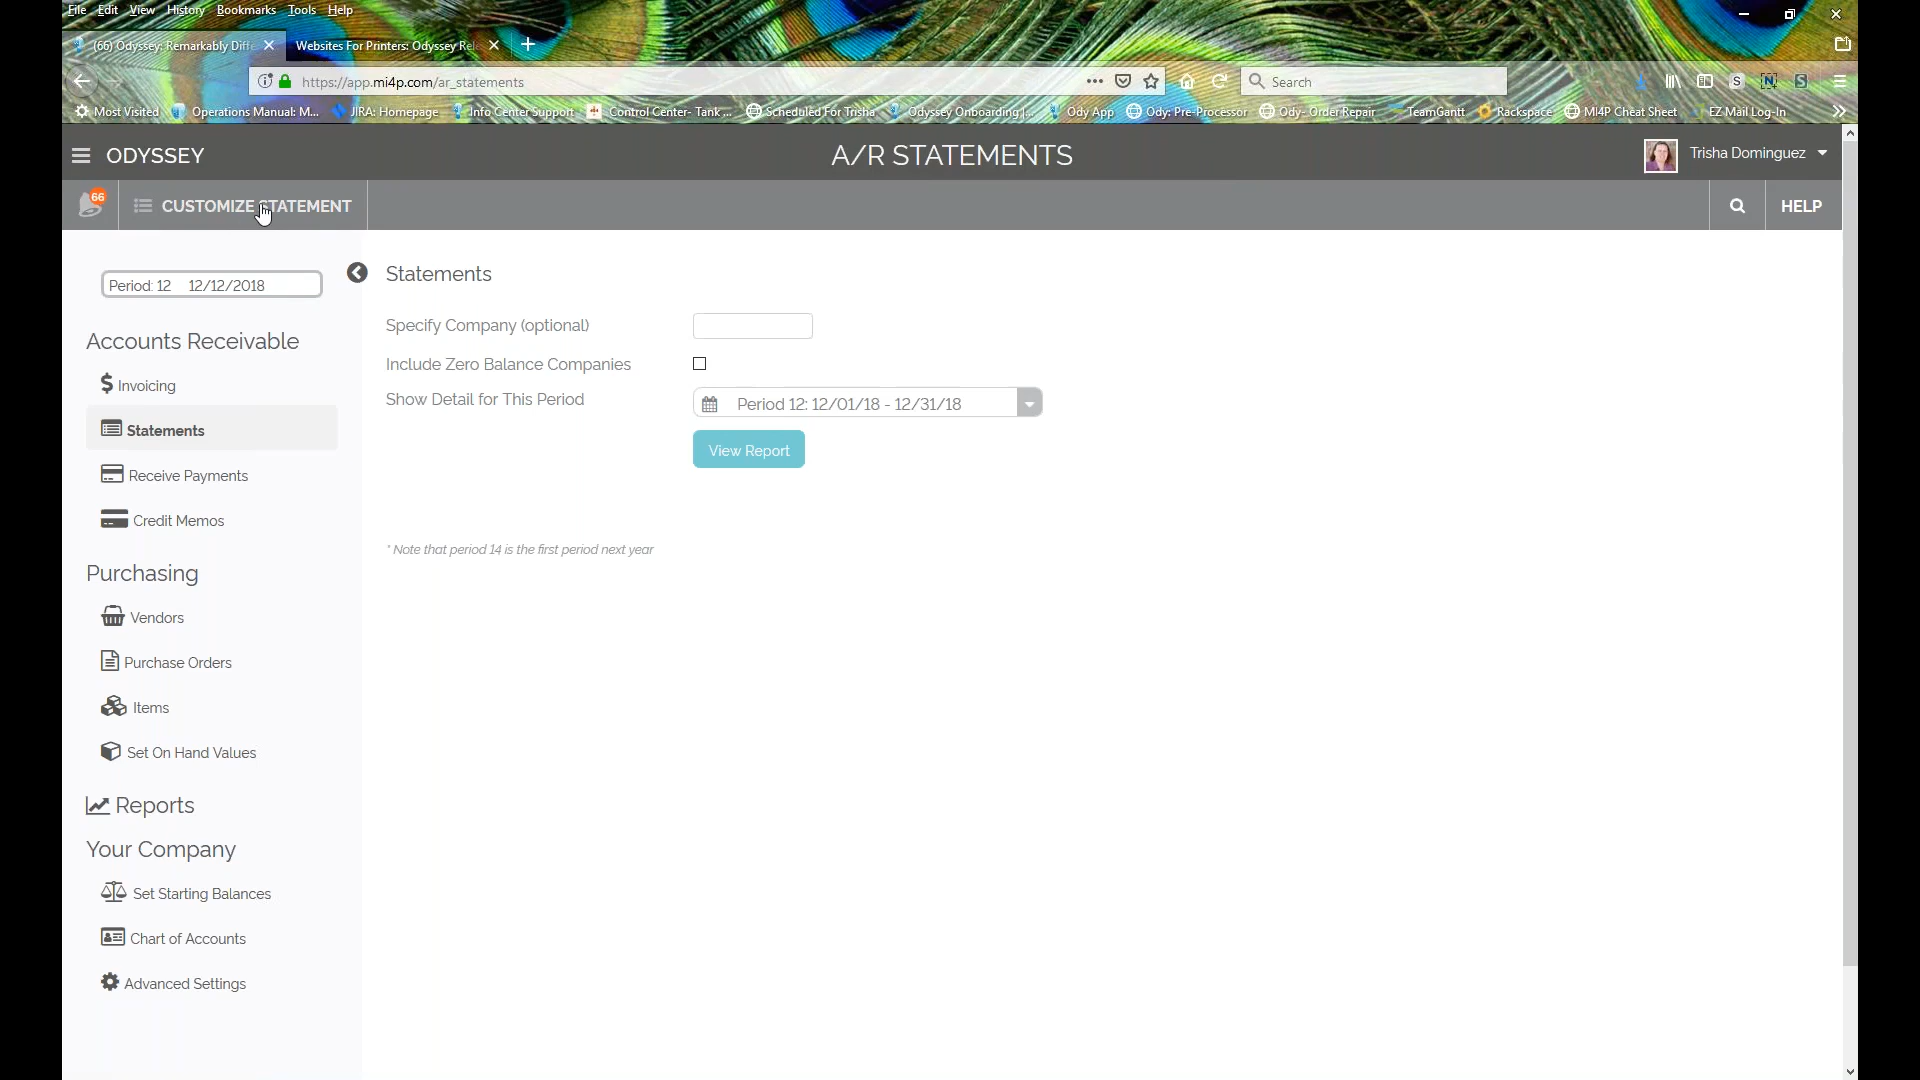 File Edit View History Bookmarks Tools Help
(66) Odyssey: Remarkably Diffe
Websites For Printers: Odyssey Rel
https://app.mi4p.com/ar_statements
Search
Most Visited
Operations Manual: M...
JIRA: Homepage
Info Center Support
Control Center- Tank ...
Scheduled For Trisha
Odyssey Onboarding |...
Ody App
Ody: Pre-Processor
Ody- Order Repair
TeamGantt
Rackspace
MI4P Cheat Sheet
EZ Mail Log-In
ODYSSEY
A/R STATEMENTS
Trisha Dominguez
66
CUSTOMIZE STATEMENT
HELP
Period: 12 12/12/2018
Statements
Specify Company (optional)
Include Zero Balance Companies
Show Detail for This Period
Period 12: 12/01/18 - 12/31/18
View Report
* Note that period 14 is the first period next year
Accounts Receivable
Invoicing
Statements
Receive Payments
Credit Memos
Purchasing
Vendors
Purchase Orders
Items
Set On Hand Values
Reports
Your Company
Set Starting Balances
Chart of Accounts
Advanced Settings